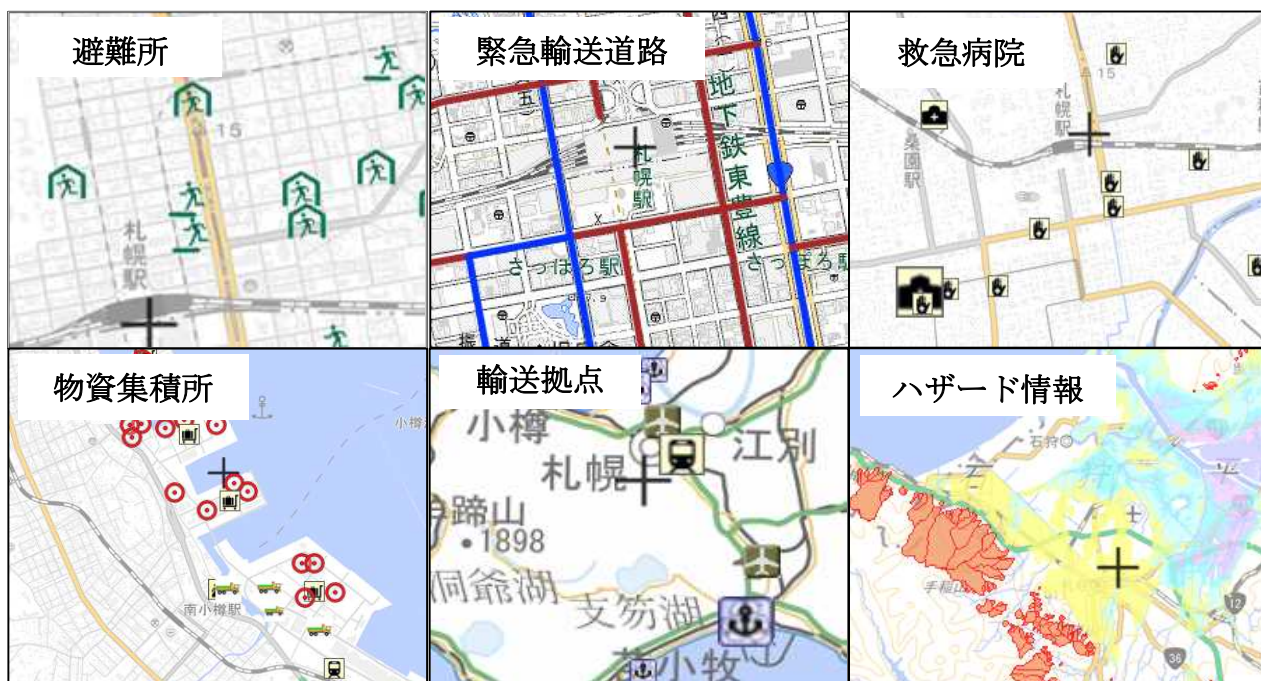 避難所
15
札幌駅
緊急輸送道路
五
地下鉄東豊線
札幌駅
さっぽろ駅
さっぽろ駅
救急病院
15
札幌駅
桑園駅
物資集積所
小樽
南小樽駅
輸送拠点
小樽
江別
札幌
蹄山
・1898
洞爺湖
支笏湖
苫小牧
ハザード情報
石狩◎
平
手稲山
12
36